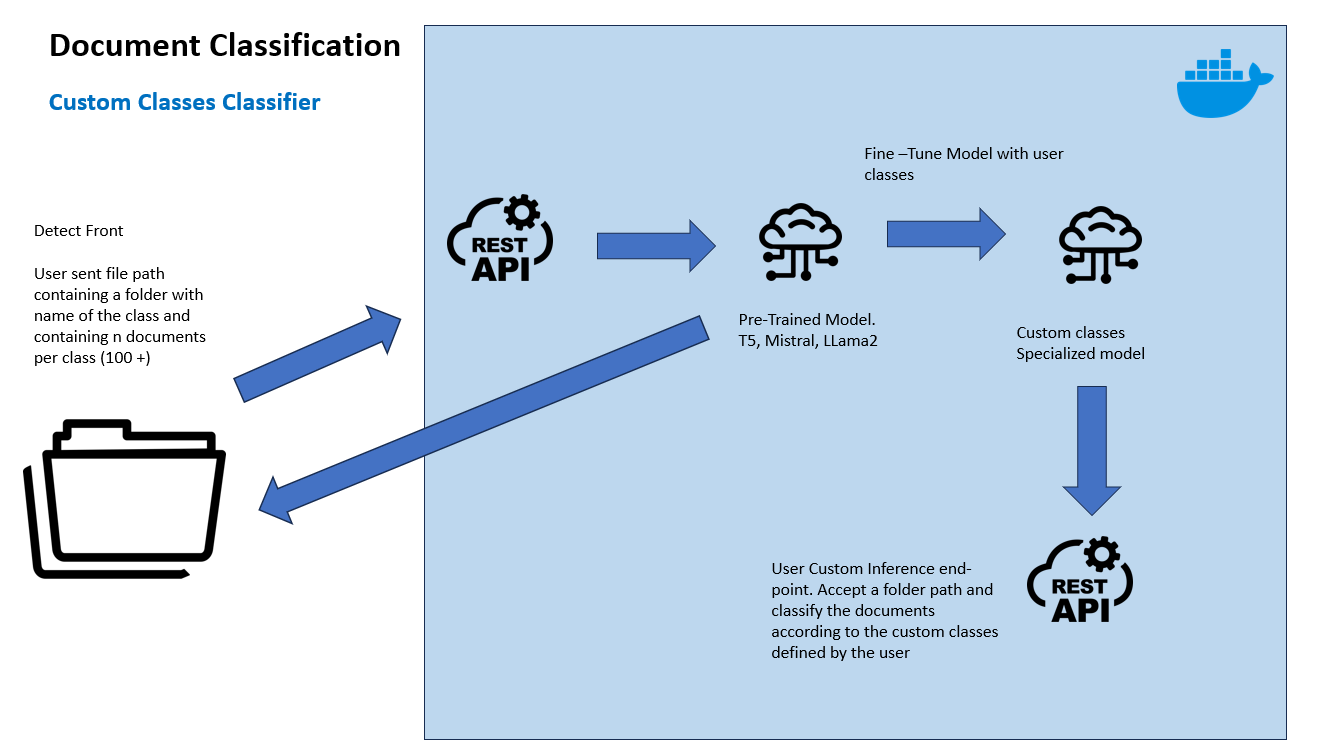 Document Classification
Custom Classes Classifier
Fine –Tune Model with user
classes
Detect Front
User sent file path
containing a folder with
name of the class and
containing n documents
per class (100 +)
REST
API
Pre-Trained Model.
T5, Mistral, LLama2
Custom classes
Specialized model
User Custom Inference end-
point. Accept a folder path and
classify the documents
according to the custom classes
defined by the user
REST
API